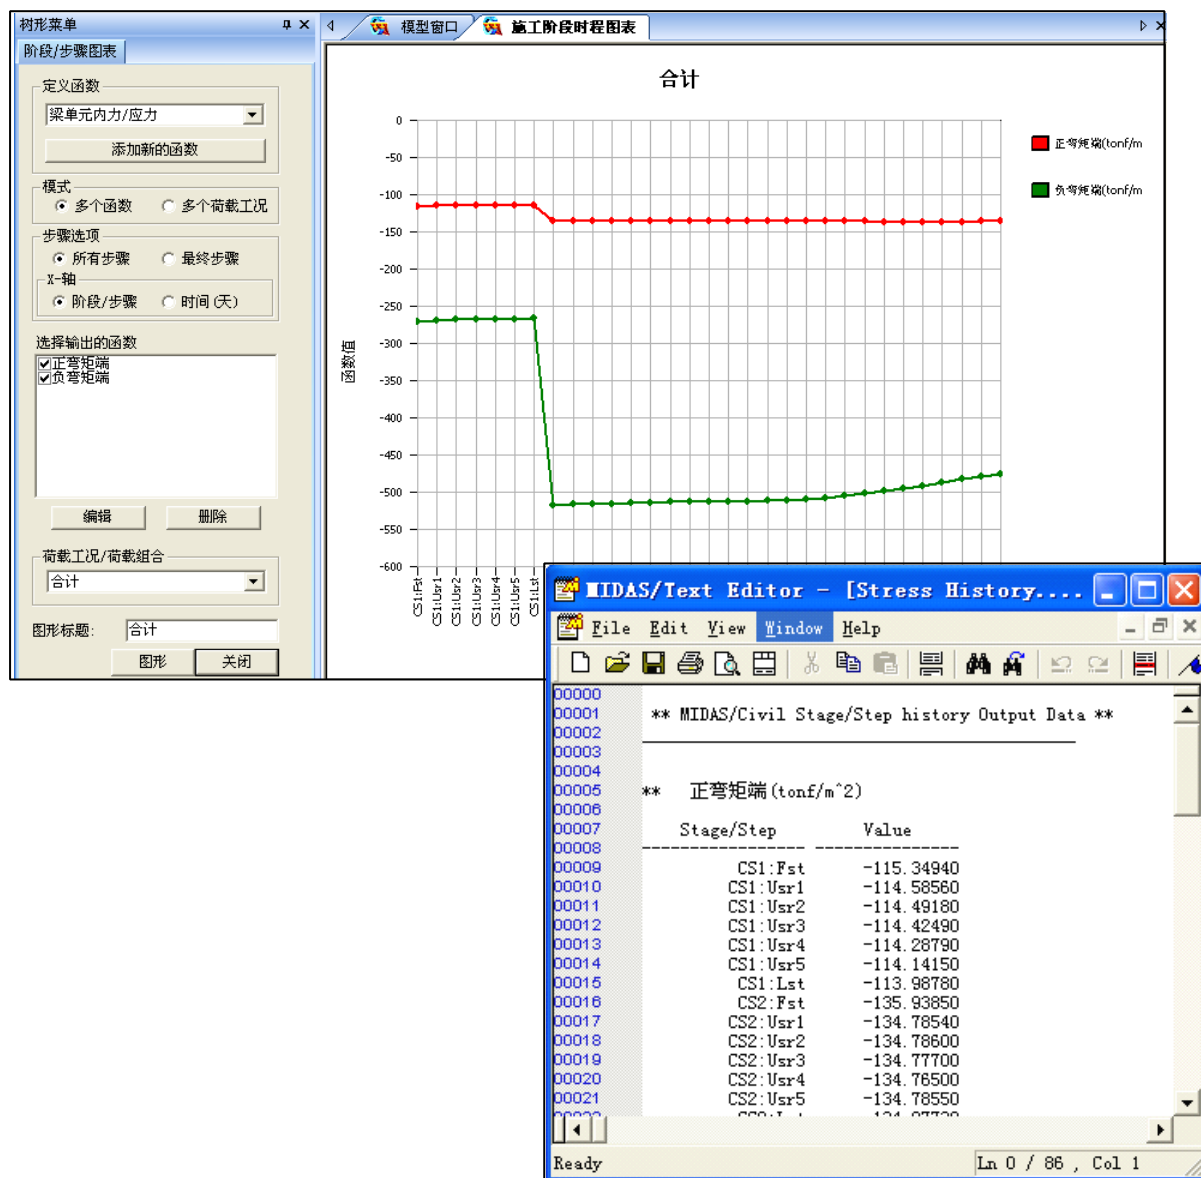 树形菜单
阶段/步骤图表
定义函数
梁单元内力/应力
添加新的函数
模式
多个函数 多个荷载工况
步骤选项
所有步骤 最终步骤
X-轴
阶段/步骤 时间(天)
选择输出的函数
正弯矩端
负弯矩端
编辑 删除
荷载工况/荷载组合
合计
图形标题: 合计
图形 关闭
模型窗口 施工阶段时程图表
合计
函数值
0
-50
-100
-150
-200
-250
-300
-350
-400
-450
-500
-550
-600
CS1:Fst
CS1:Usr1
CS1:Usr2
CS1:Usr3
CS1:Usr4
CS1:Usr5
CS1:Lst
正弯矩端(tonf/m
负弯矩端(tonf/m
MIDAS/Text Editor - [Stress History....
File Edit View Window Help
00000
00001 ** MIDAS/Civil Stage/Step history Output Data **
00002
00003
00004
00005 ** 正弯矩端(tonf/m^2)
00006
00007 Stage/Step Value
00008 ----------------- ---------------
00009 CS1:Fst -115.34940
00010 CS1:Usr1 -114.58560
00011 CS1:Usr2 -114.49180
00012 CS1:Usr3 -114.42490
00013 CS1:Usr4 -114.28790
00014 CS1:Usr5 -114.14150
00015 CS1:Lst -113.98780
00016 CS2:Fst -135.93850
00017 CS2:Usr1 -134.78540
00018 CS2:Usr2 -134.78600
00019 CS2:Usr3 -134.77700
00020 CS2:Usr4 -134.76500
00021 CS2:Usr5 -134.78550
Ready Ln 0 / 86 , Col 1